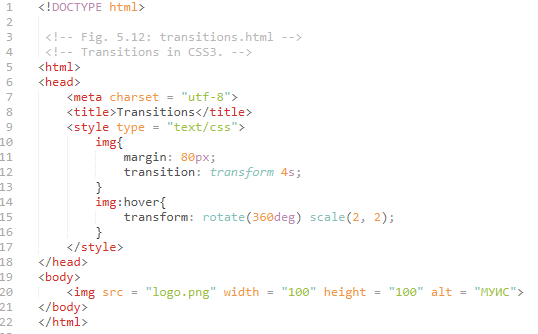 1 <!DOCTYPE html>
2
3 <!-- Fig. 5.12: transitions.html -->
4 <!-- Transitions in CSS3. -->
5 <html>
6 <head>
7 <meta charset = "utf-8">
8 <title>Transitions</title>
9 <style type = "text/css">
10 img{
11 margin: 80px;
12 transition: transform 4s;
13 }
14 img:hover{
15 transform: rotate(360deg) scale(2, 2);
16 }
17 </style>
18 </head>
19 <body>
20 <img src = "logo.png" width = "100" height = "100" alt = "МУИС">
21 </body>
22 </html>